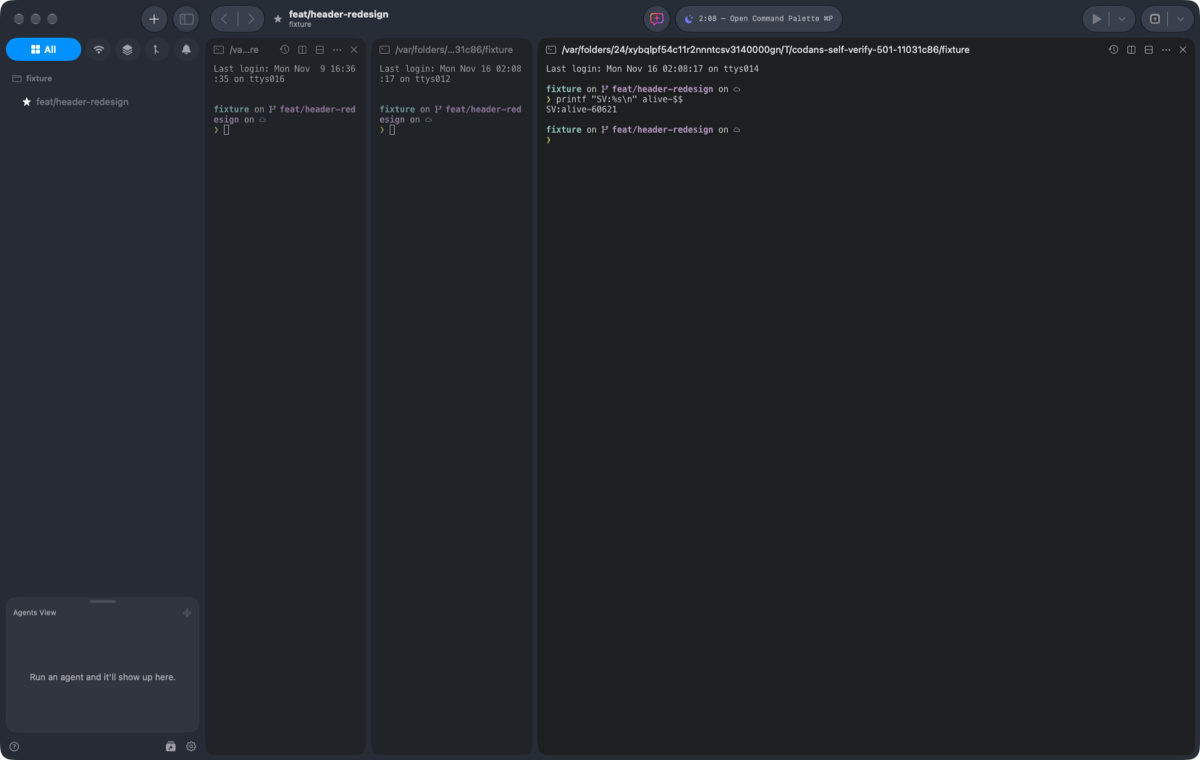 feat/header-redesign
fixture
2:08 — Open Command Palette ⌘P
All
fixture
feat/header-redesign
/va...re
Last login: Mon Nov  9 16:36
:35 on ttys016
fixture on feat/header-red
esign on
❯
/var/folders/...31c86/fixture
Last login: Mon Nov 16 02:08
:17 on ttys012
fixture on feat/header-red
esign on
❯
/var/folders/24/xybqlpf54c11r2nnntcsv3140000gn/T/codans-self-verify-501-11031c86/fixture
Last login: Mon Nov 16 02:08:17 on ttys014
fixture on feat/header-redesign on
❯ printf "SV:%s\n" alive-$$
SV:alive-60621
fixture on feat/header-redesign on
❯
Agents View
Run an agent and it'll show up here.